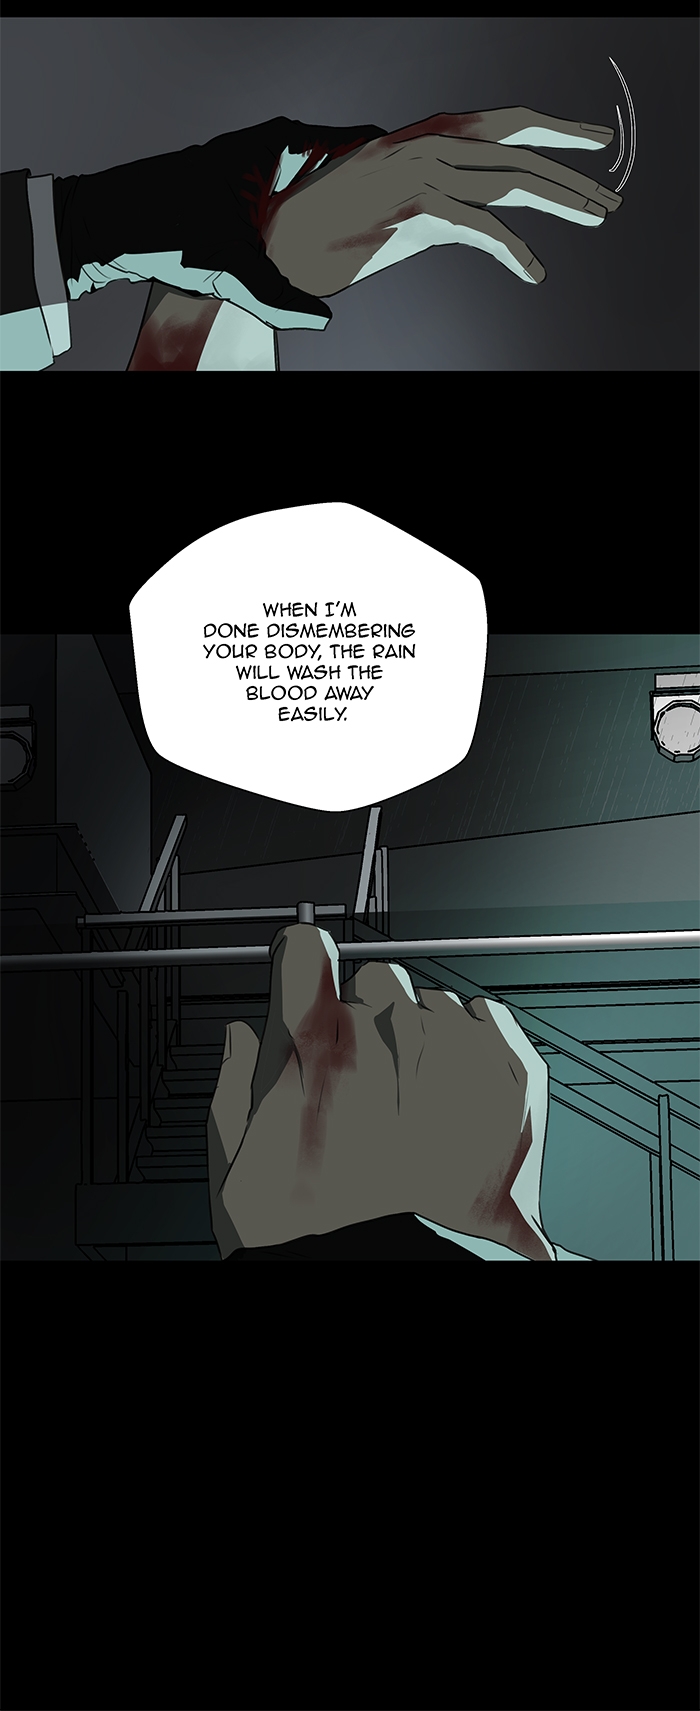 WHEN I'M
DONE DISMEMBERING
YOUR BODY, THE RAIN
WILL WASH THE
BLOOD AWAY
EASILY.